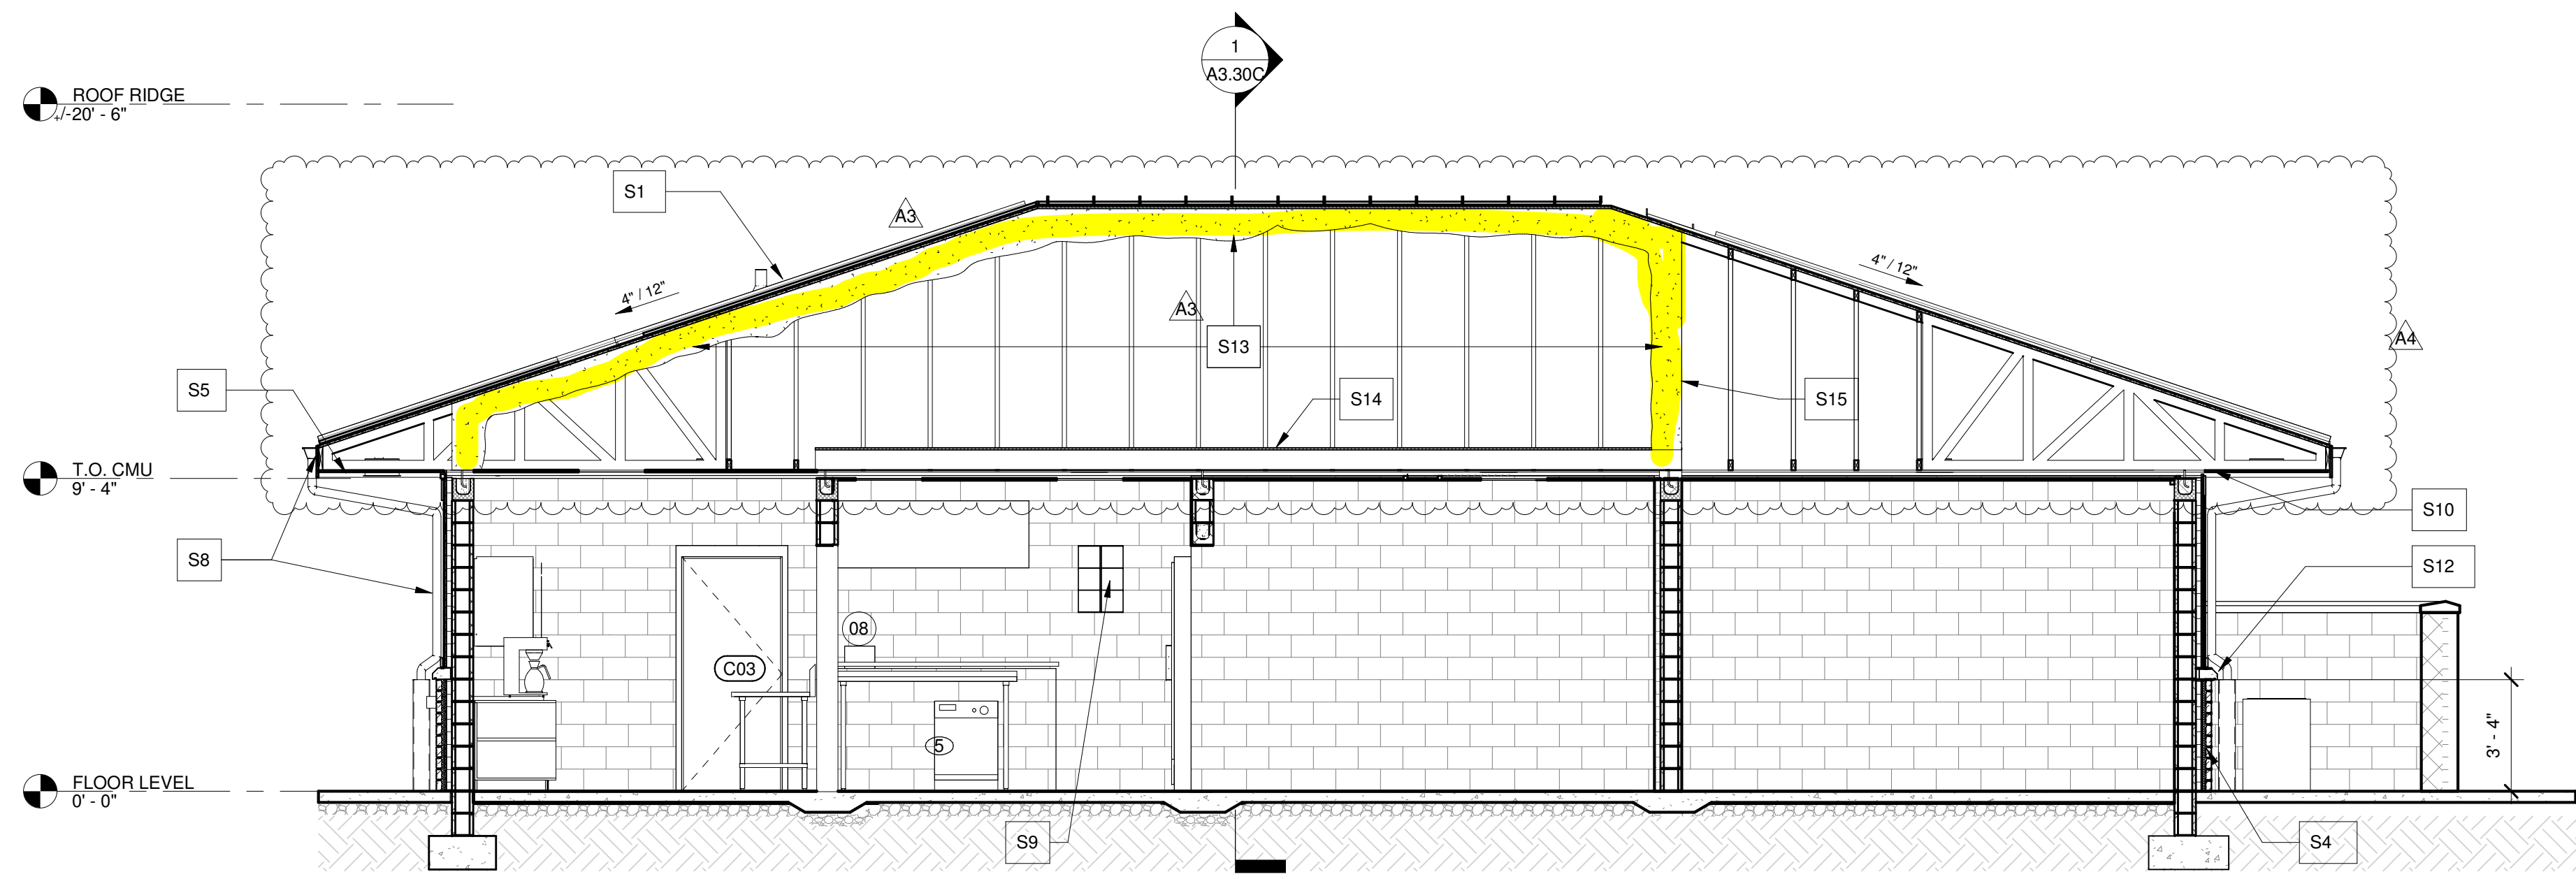 1
A3.30C
ROOF RIDGE
+/-20' - 6"
S1
A3
4" / 12"
4" / 12"
A3
S13
A4
S5
S14
S15
T.O. CMU
9' - 4"
S10
S8
S12
08
C03
5
3' - 4"
FLOOR LEVEL
0' - 0"
S9
S4